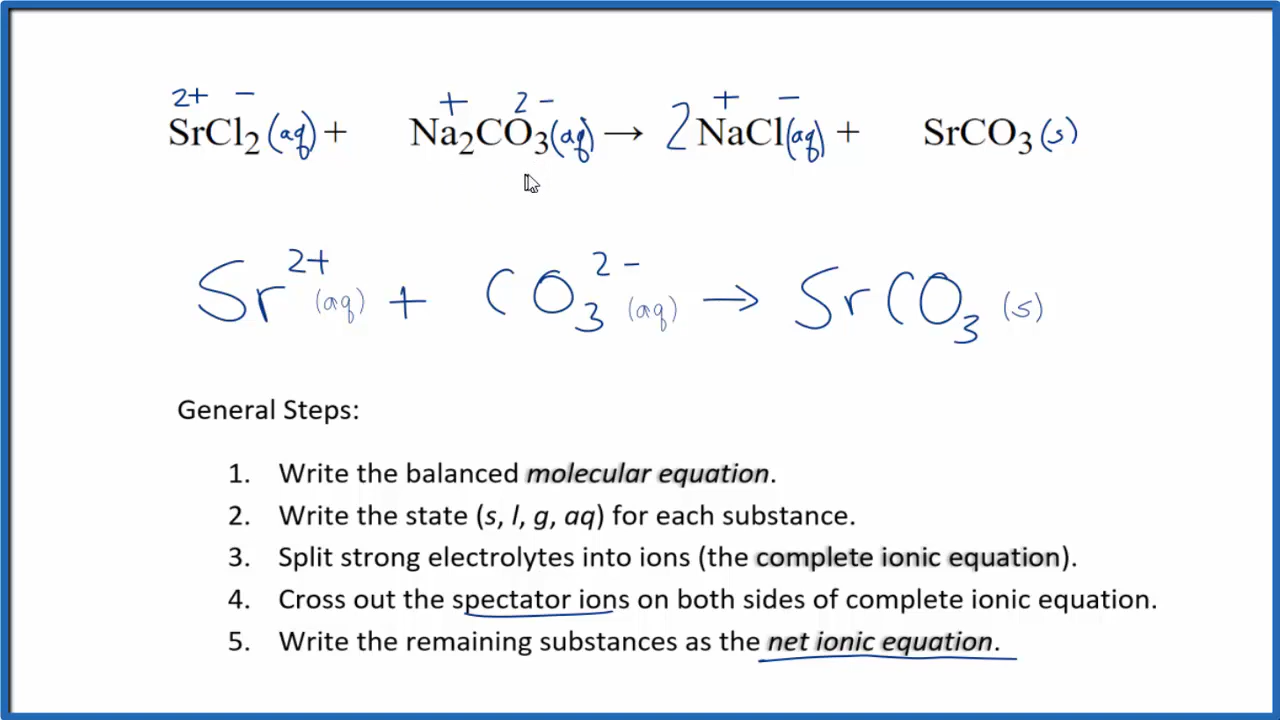 2+ − + 2− + −
SrCl₂(aq) + Na₂CO₃(aq) → 2NaCl(aq) + SrCO₃(s)
Sr²⁺(aq) + CO₃²⁻(aq) → SrCO₃(s)
General Steps:
1. Write the balanced molecular equation.
2. Write the state (s, l, g, aq) for each substance.
3. Split strong electrolytes into ions (the complete ionic equation).
4. Cross out the spectator ions on both sides of complete ionic equation.
5. Write the remaining substances as the net ionic equation.